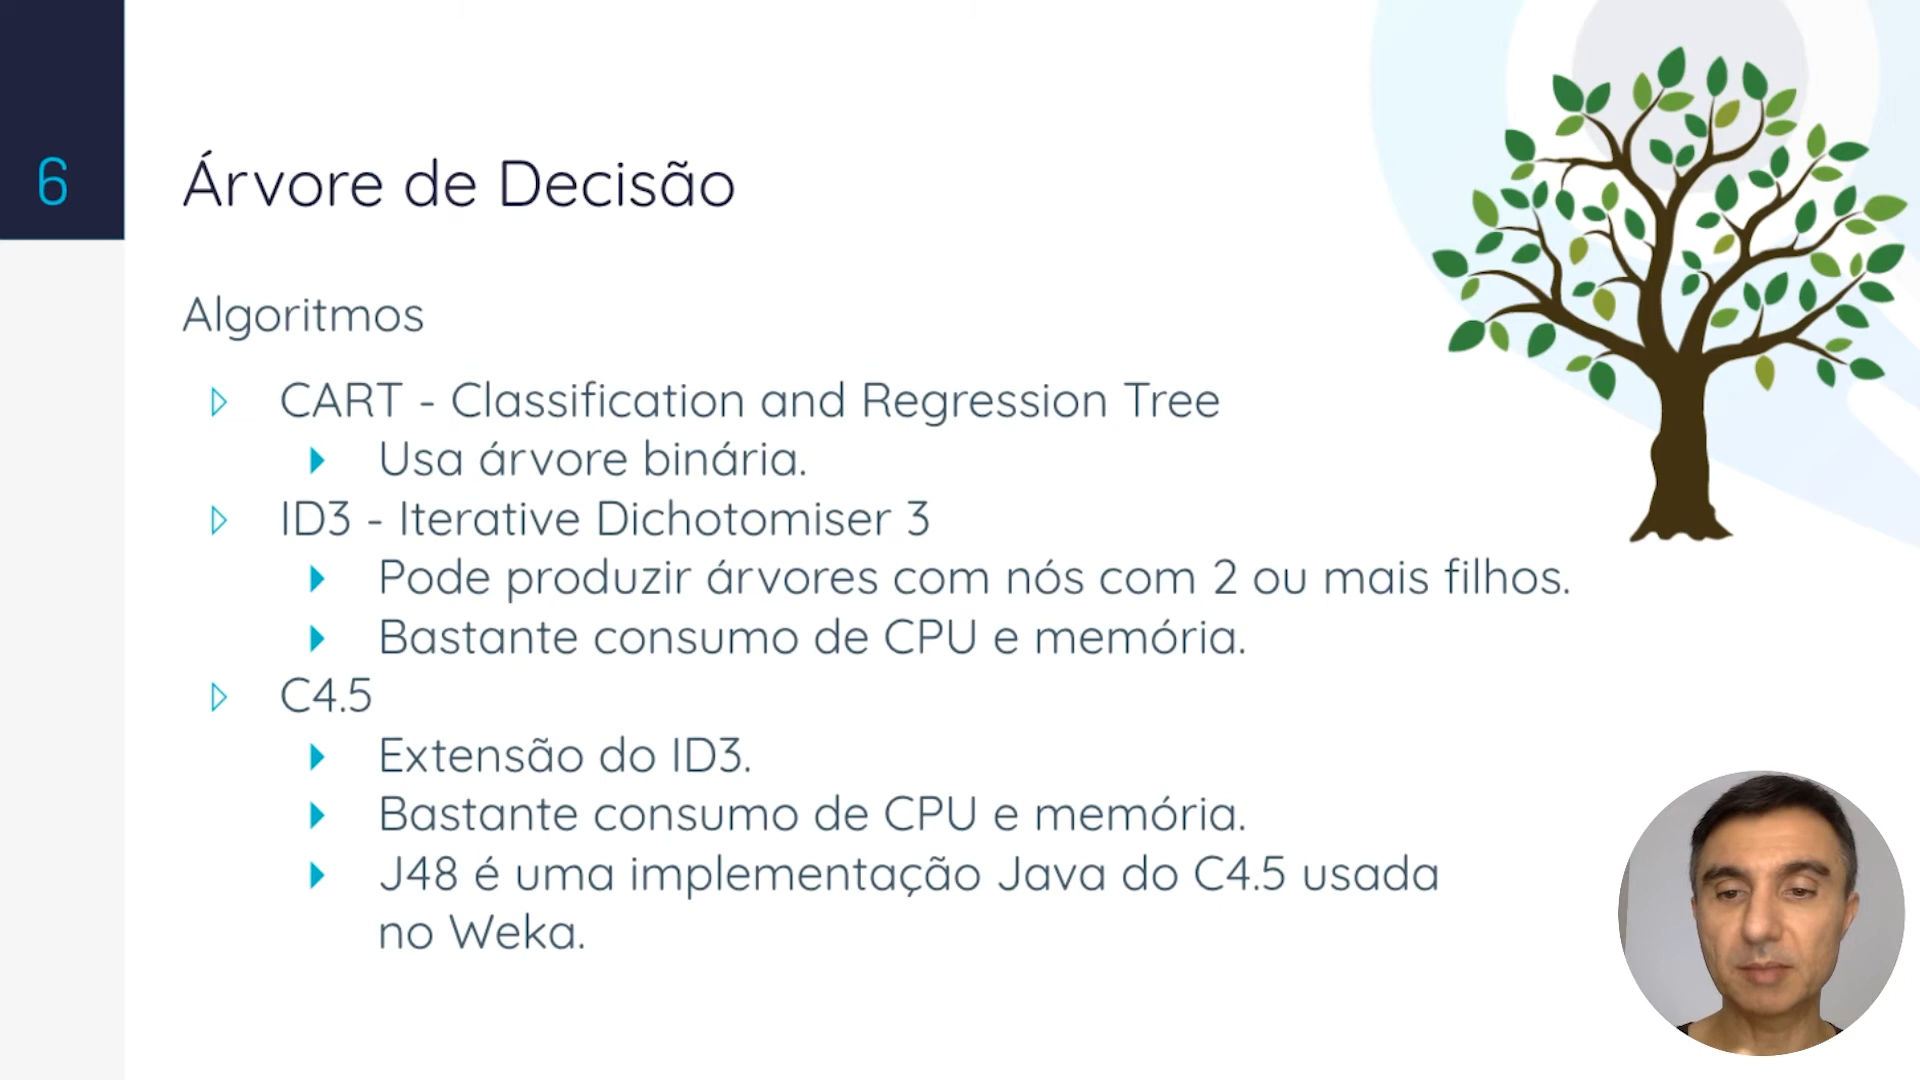 6
Árvore de Decisão
Algoritmos
CART - Classification and Regression Tree
Usa árvore binária.
ID3 - Iterative Dichotomiser 3
Pode produzir árvores com nós com 2 ou mais filhos.
Bastante consumo de CPU e memória.
C4.5
Extensão do ID3.
Bastante consumo de CPU e memória.
J48 é uma implementação Java do C4.5 usada
no Weka.